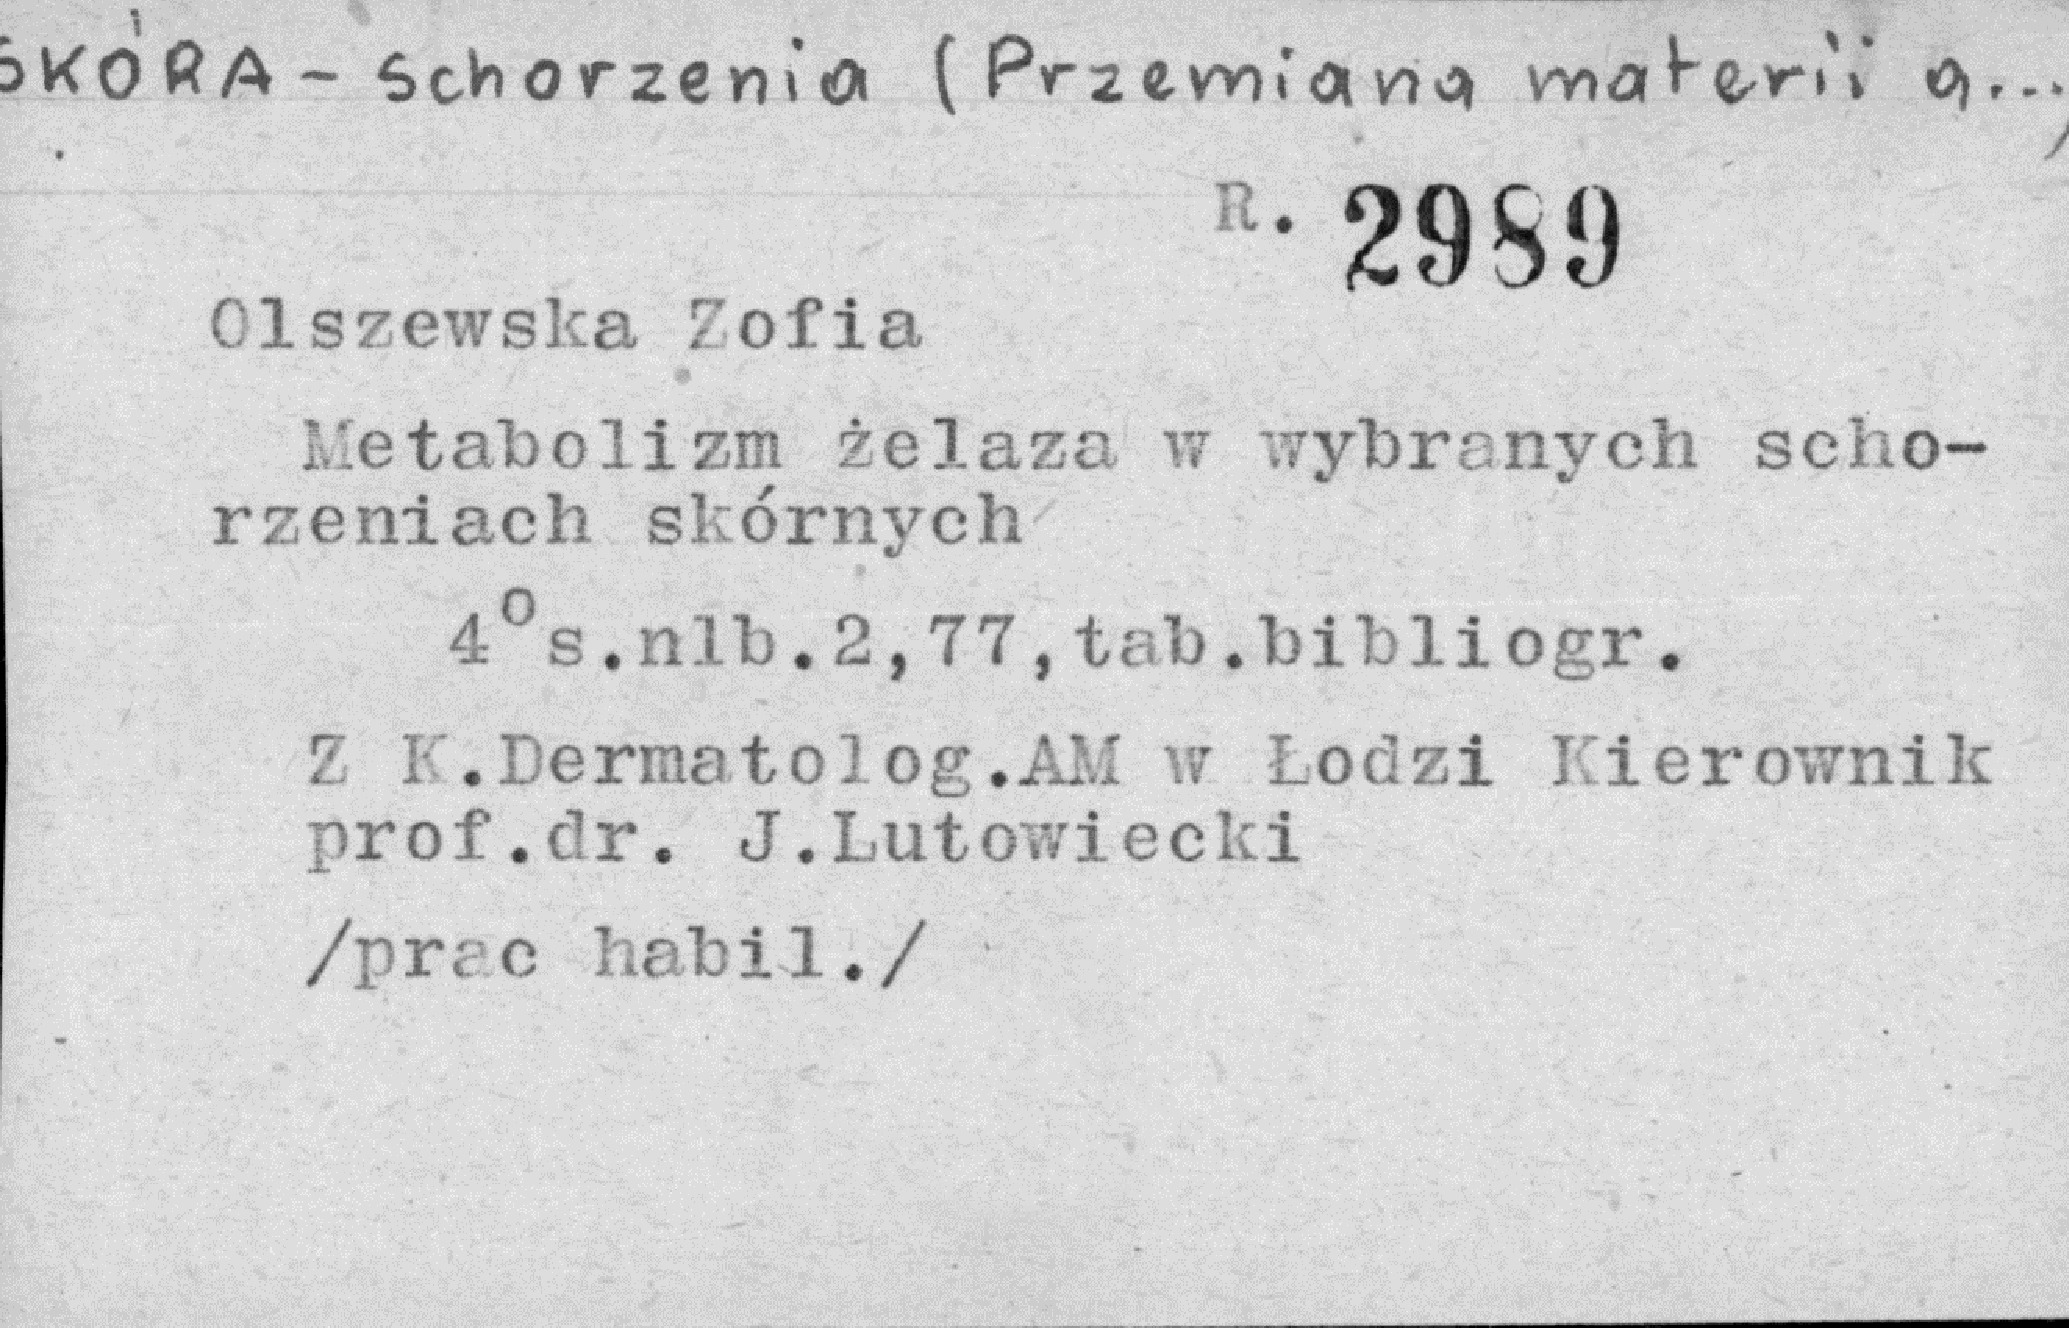 SKÓRA - schorzenia (Przemiana materii a...)
R. 2989
Olszewska Zofia
Metabolizm żelaza w wybranych scho-
rzeniach skórnych
4° s.nlb.2,77,tab.bibliogr.
Z K.Dermatolog.AM w Łodzi Kierownik
prof.dr. J.Lutowiecki
/prac habil./